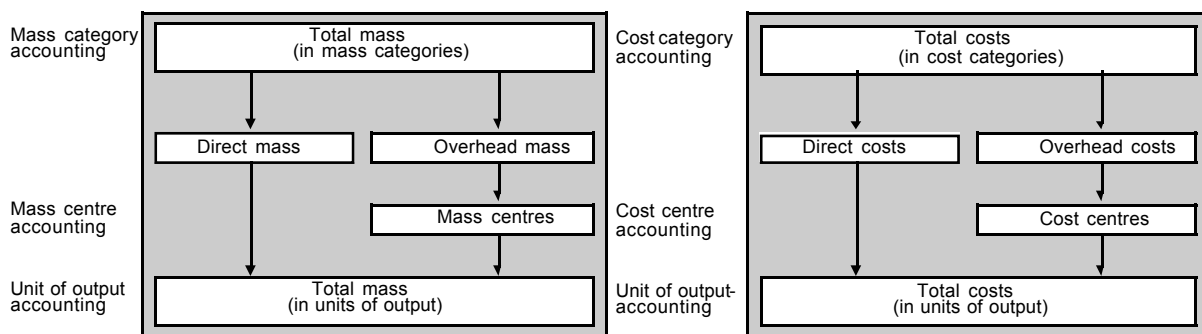 Mass category
accounting
Total mass
(in mass categories)
Direct mass
Overhead mass
Mass centre
accounting
Mass centres
Unit of output
accounting
Total mass
(in units of output)
Cost category
accounting
Total costs
(in cost categories)
Direct costs
Overhead costs
Cost centre
accounting
Cost centres
Unit of output-
accounting
Total costs
(in units of output)